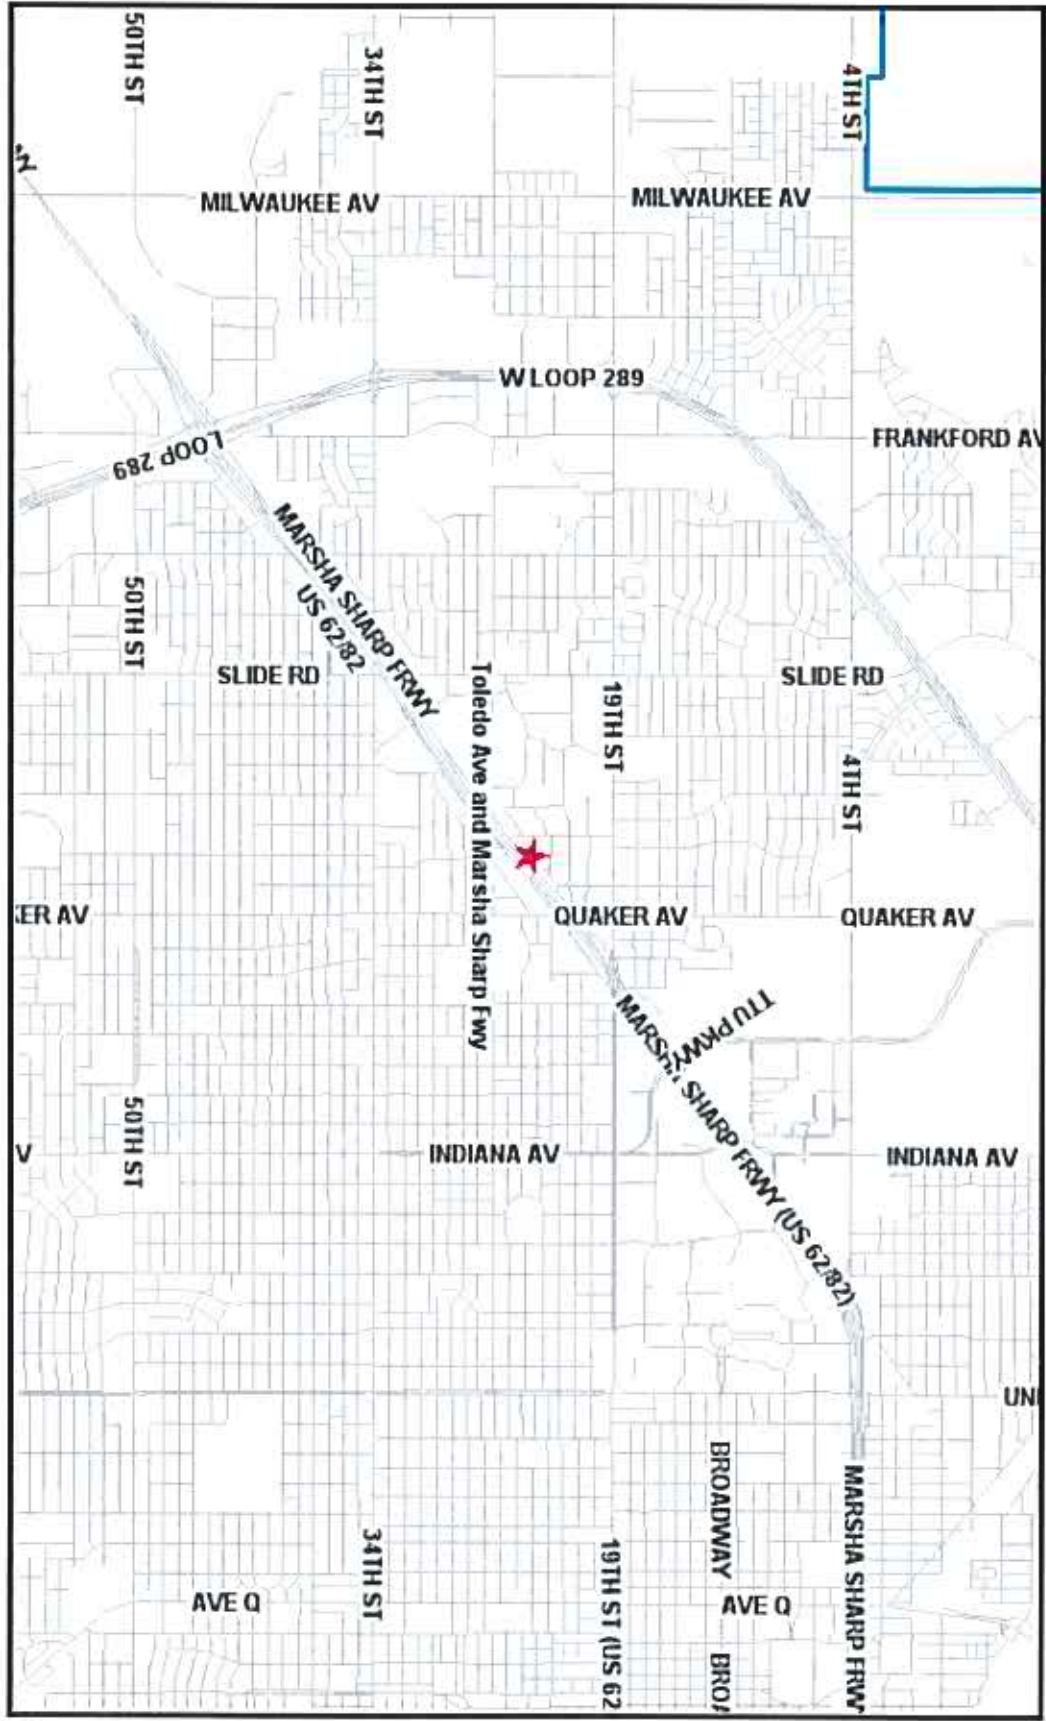 50TH ST
34TH ST
4TH ST
MILWAUKEE AV
MILWAUKEE AV
W LOOP 289
FRANKFORD AV
LOOP 289
MARSHA SHARP FRWY
US 62/82
50TH ST
SLIDE RD
SLIDE RD
19TH ST
Toledo Ave and Marsha Sharp Fwy
4TH ST
KER AV
QUAKER AV
QUAKER AV
TTU PKWY
MARSHA SHARP FRWY (US 62/82)
50TH ST
V
INDIANA AV
INDIANA AV
UNI
BROADWAY
MARSHA SHARP FRW
34TH ST
19TH ST (US 62
AVE Q
AVE Q
BRO